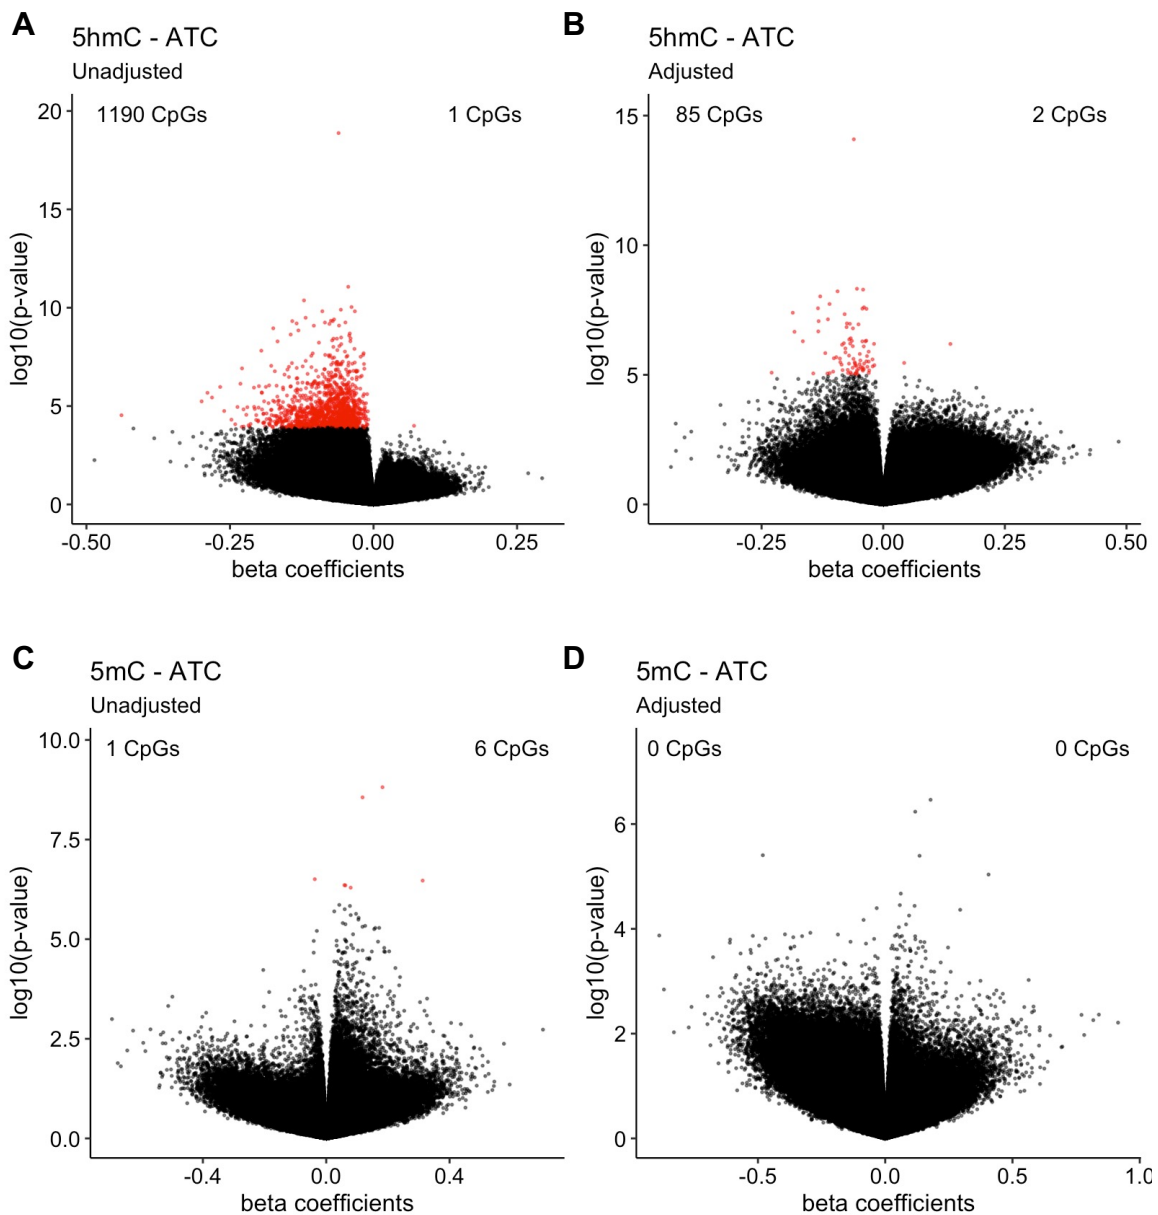 A
5hmC - ATC
Unadjusted
1190 CpGs
1 CpGs
20
15
10
5
0
log10(p-value)
-0.50
-0.25
0.00
0.25
beta coefficients
B
5hmC - ATC
Adjusted
85 CpGs
2 CpGs
15
10
5
0
log10(p-value)
-0.25
0.00
0.25
0.50
beta coefficients
C
5mC - ATC
Unadjusted
1 CpGs
6 CpGs
10.0
7.5
5.0
2.5
0.0
log10(p-value)
-0.4
0.0
0.4
beta coefficients
D
5mC - ATC
Adjusted
0 CpGs
0 CpGs
6
4
2
0
log10(p-value)
-0.5
0.0
0.5
1.0
beta coefficients